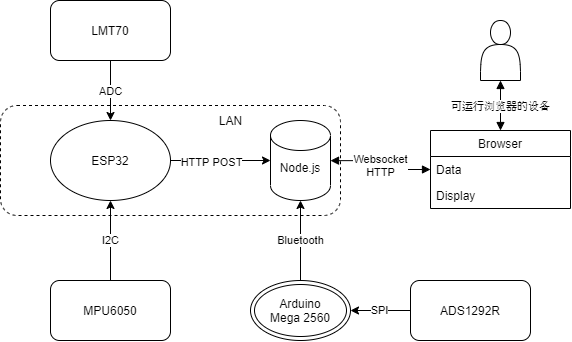 LMT70
ADC
LAN
可运行浏览器的设备
ESP32
HTTP POST
Node.js
Websocket
HTTP
Browser
Data
Display
I2C
Bluetooth
MPU6050
Arduino
Mega 2560
SPI
ADS1292R